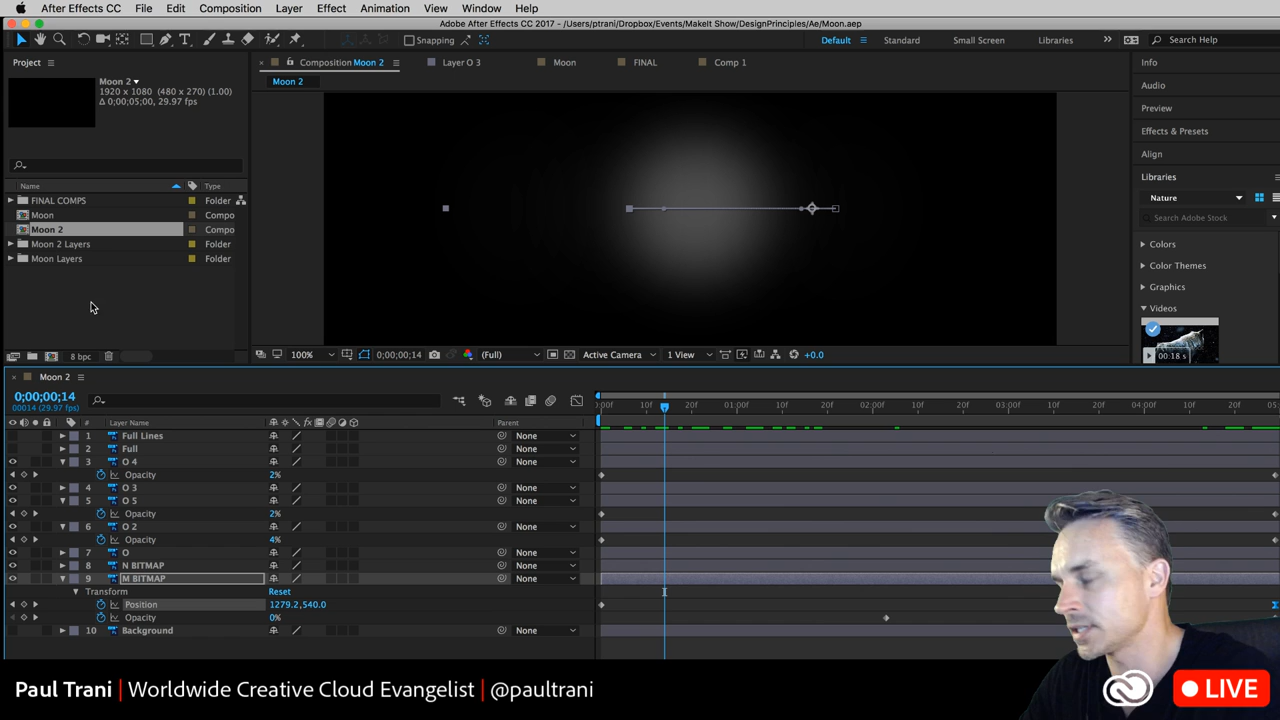 After Effects CC File Edit Composition Layer Effect Animation View Window Help
Adobe After Effects CC 2017 - /Users/ptrani/Dropbox/Events/MakeIt Show/DesignPrinciples/Ae/Moon.aep
Snapping Default Standard Small Screen Libraries Search Help
Project Composition Moon 2 Layer O 3 Moon FINAL Comp 1 Info
Moon 2
1920 x 1080 (480 x 270) (1.00)
Δ 0;00;05;00, 29.97 fps)
Moon 2
Audio
Preview
Effects & Presets
Align
Libraries
Nature
Search Adobe Stock
Colors
Color Themes
Graphics
Videos
00:18 s
Name Type
FINAL COMPS Folder
Moon Compo
Moon 2 Compo
Moon 2 Layers Folder
Moon Layers Folder
8 bpc
100% 0;00;00;14 (Full) Active Camera 1 View +0.0
Moon 2
0;00;00;14
00014 (29.97 fps)
10f 20f 01:00f 10f 20f 02:00f 10f 20f 03:00f 10f 20f 04:00f 10f 20f
# Layer Name fx Parent
1 Full Lines None
2 Full None
3 O 4 None
Opacity 2%
4 O 3 None
5 O 5 None
Opacity 2%
6 O 2 None
Opacity 4%
7 O None
8 N BITMAP None
9 M BITMAP None
Transform Reset
Position 1279.2,540.0
Opacity 0%
10 Background None
Paul Trani | Worldwide Creative Cloud Evangelist | @paultrani
LIVE